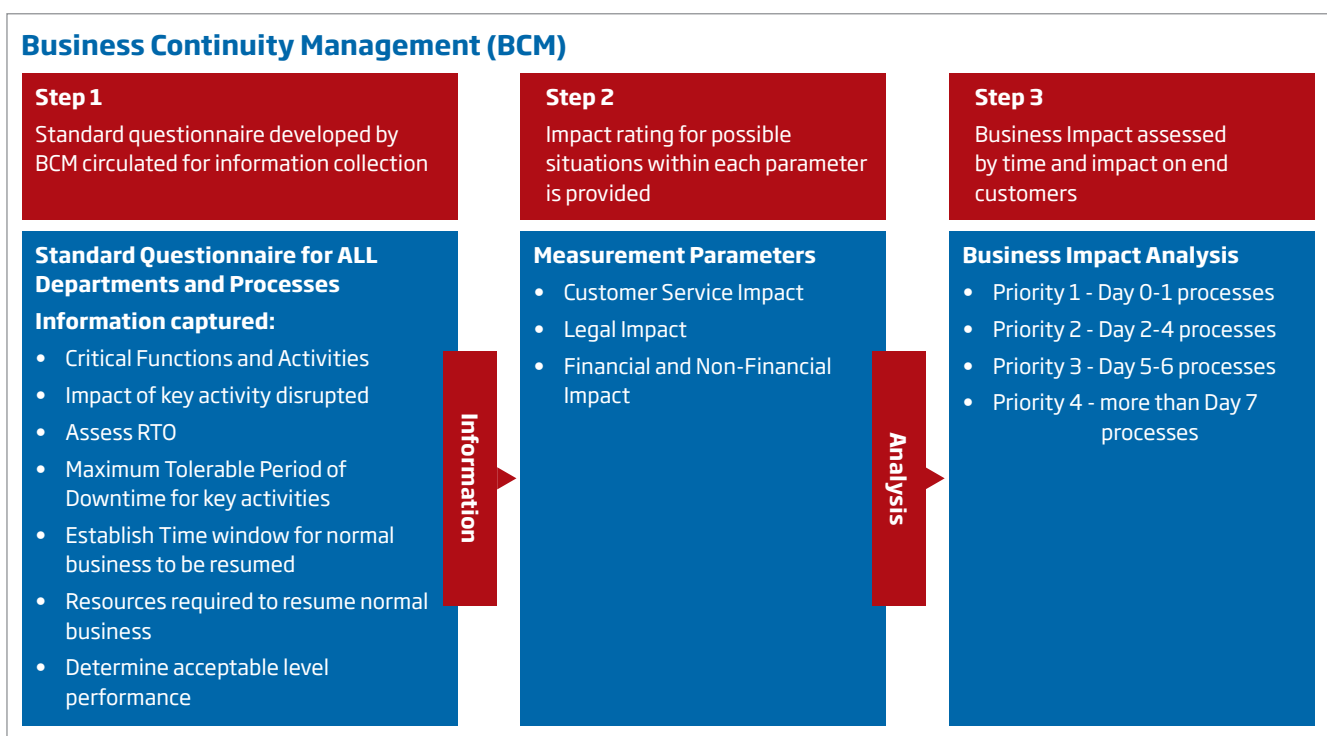 Business Continuity Management (BCM)
Step 1
Standard questionnaire developed by
BCM circulated for information collection
Step 2
Impact rating for possible
situations within each parameter
is provided
Step 3
Business Impact assessed
by time and impact on end
customers
Standard Questionnaire for ALL
Departments and Processes
Information captured:
• Critical Functions and Activities
• Impact of key activity disrupted
• Assess RTO
• Maximum Tolerable Period of
Downtime for key activities
• Establish Time window for normal
business to be resumed
• Resources required to resume normal
business
• Determine acceptable level
performance
Information
Measurement Parameters
• Customer Service Impact
• Legal Impact
• Financial and Non-Financial
Impact
Analysis
Business Impact Analysis
• Priority 1 - Day 0-1 processes
• Priority 2 - Day 2-4 processes
• Priority 3 - Day 5-6 processes
• Priority 4 - more than Day 7
processes